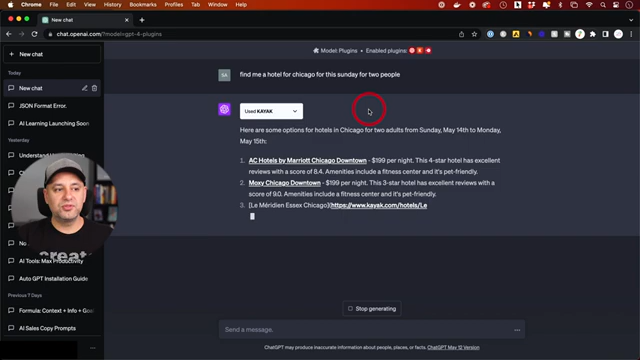 Chrome File Edit View History Bookmarks Profiles Tab Window Help
New chat
chat.openai.com/?model=gpt-4-plugins
New chat
Model: Plugins • Enabled plugins:
Today
SA find me a hotel for chicago for this sunday for two people
New chat
JSON Format Error.
Used KAYAK
AI Learning Launching Soon
Here are some options for hotels in Chicago for two adults from Sunday, May 14th to Monday,
May 15th:
Yesterday
1. AC Hotels by Marriott Chicago Downtown - $199 per night. This 4-star hotel has excellent
reviews with a score of 8.4. Amenities include a fitness center and it's pet-friendly.
2. Moxy Chicago Downtown - $199 per night. This 3-star hotel has excellent reviews with a
score of 9.0. Amenities include a fitness center and it's pet-friendly.
3. [Le Méridien Essex Chicago](https://www.kayak.com/hotels/Le
Create
AI Tools: Max Productivity
Auto GPT Installation Guide
Previous 7 Days
Formula: Context + Info + Goal
Stop generating
AI Sales Copy Prompts
Send a message.
ChatGPT may produce inaccurate information about people, places, or facts. ChatGPT May 12 Version